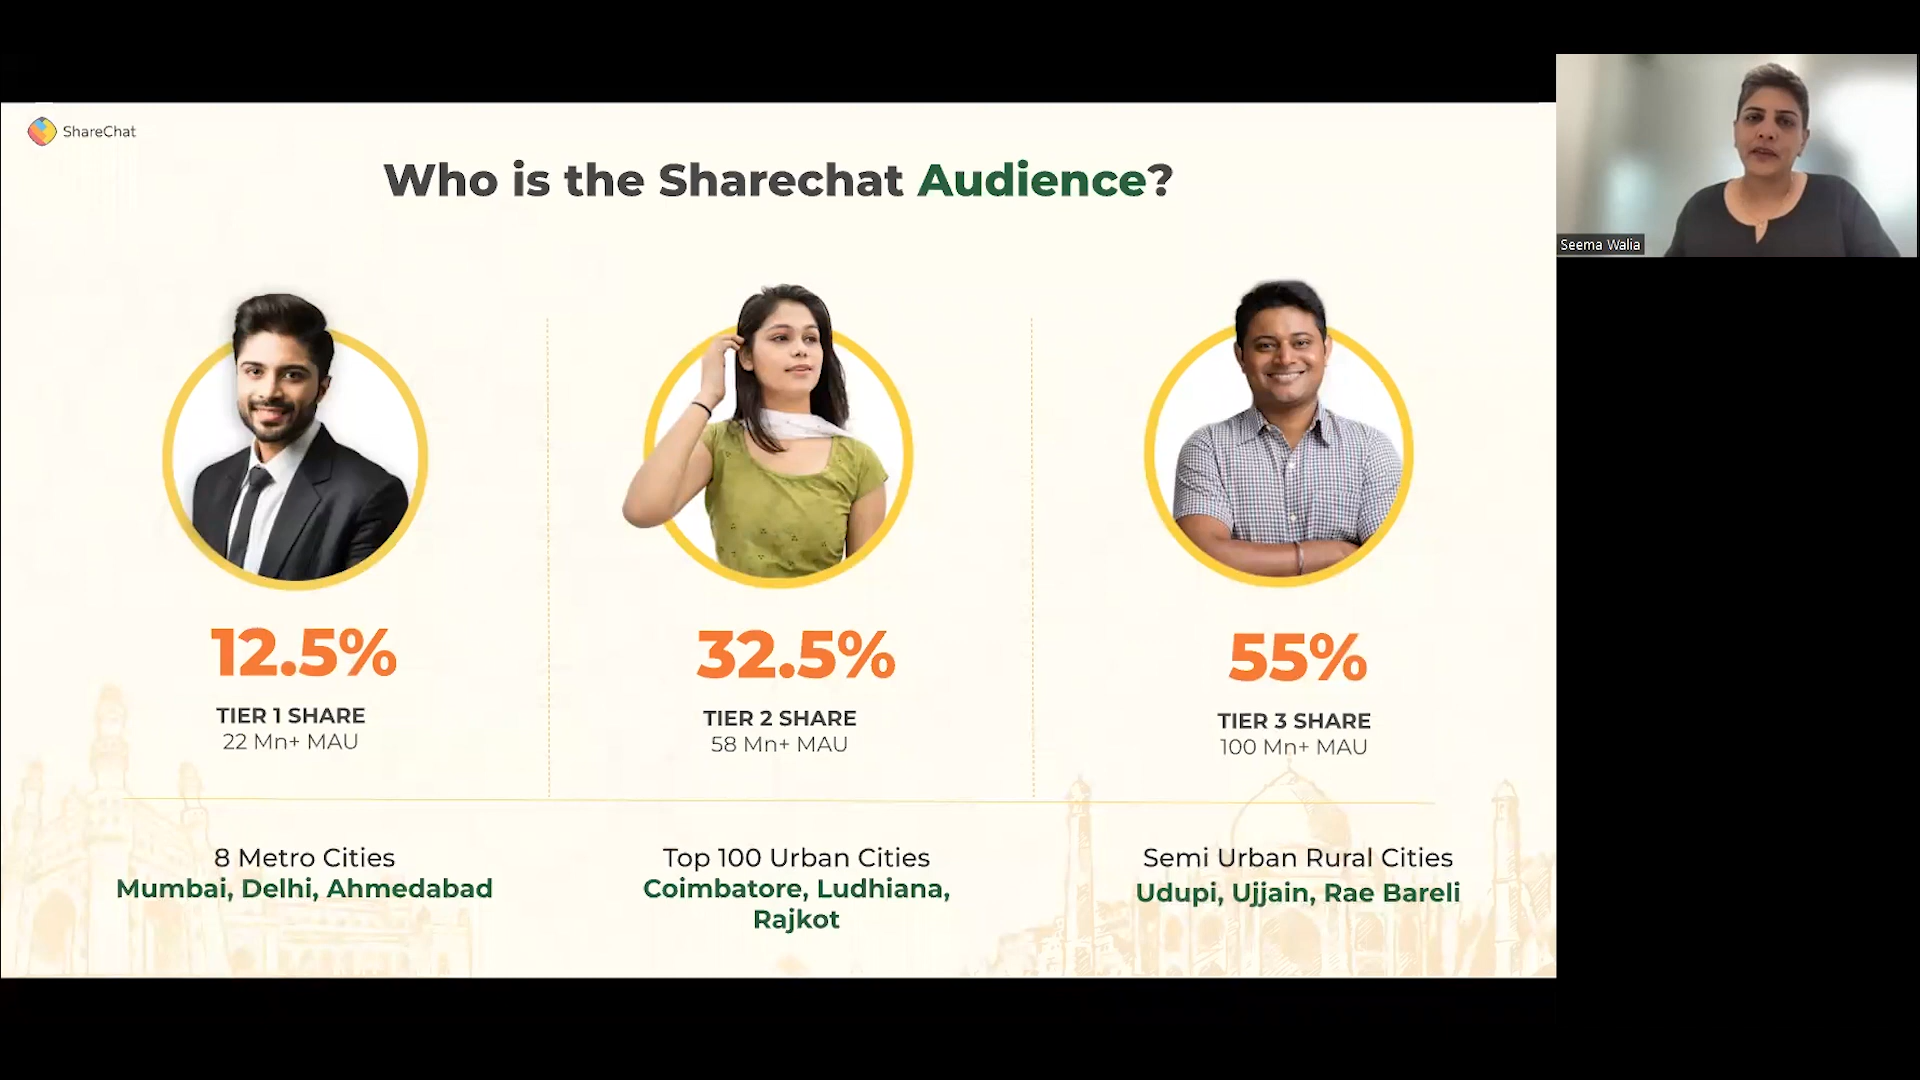 ShareChat
Who is the Sharechat Audience?
12.5%
TIER 1 SHARE
22 Mn+ MAU
8 Metro Cities
Mumbai, Delhi, Ahmedabad
32.5%
TIER 2 SHARE
58 Mn+ MAU
Top 100 Urban Cities
Coimbatore, Ludhiana,
Rajkot
55%
TIER 3 SHARE
100 Mn+ MAU
Semi Urban Rural Cities
Udupi, Ujjain, Rae Bareli
Seema Walia